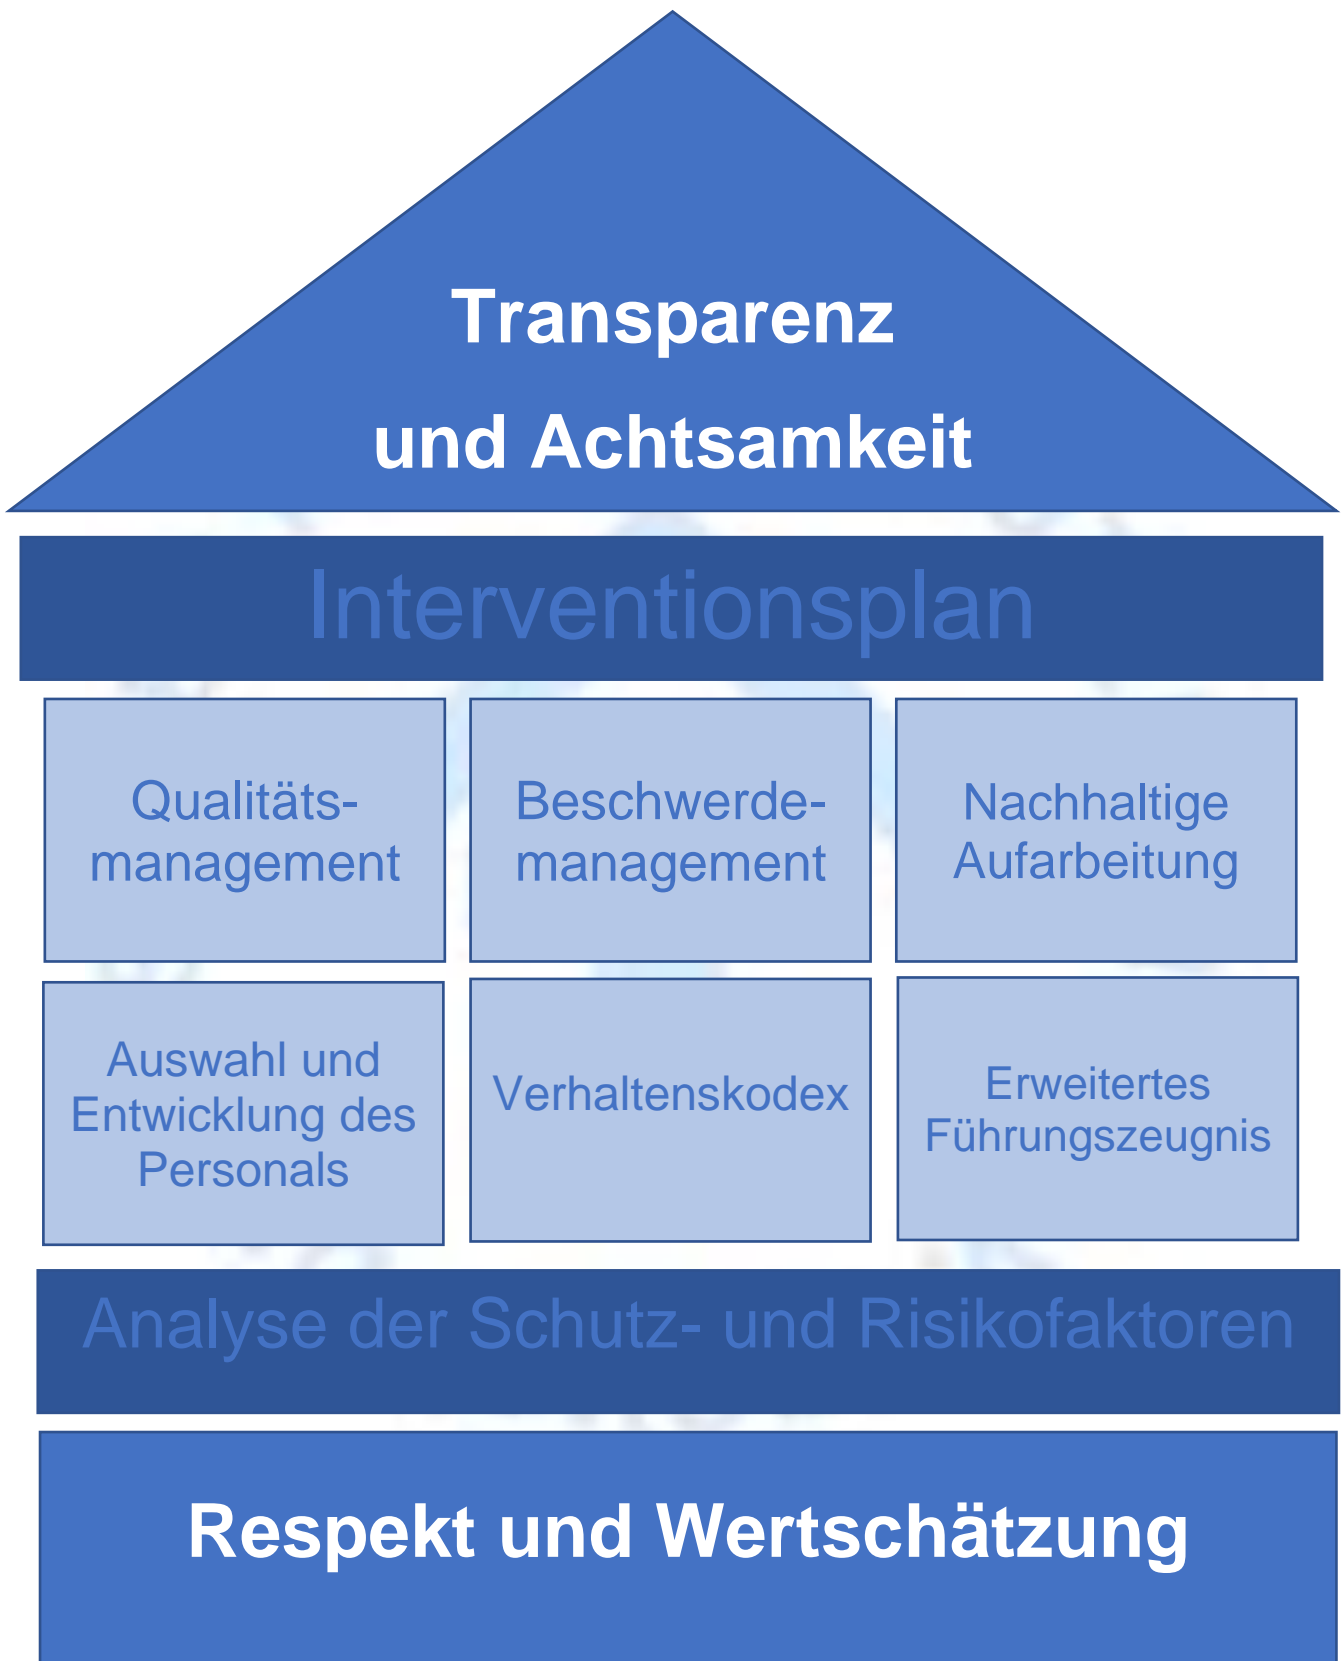 Transparenz
und Achtsamkeit
Interventionsplan
Qualitäts-
management
Beschwerde-
management
Nachhaltige
Aufarbeitung
Auswahl und
Entwicklung des
Personals
Verhaltenskodex
Erweitertes
Führungszeugnis
Analyse der Schutz- und Risikofaktoren
Respekt und Wertschätzung